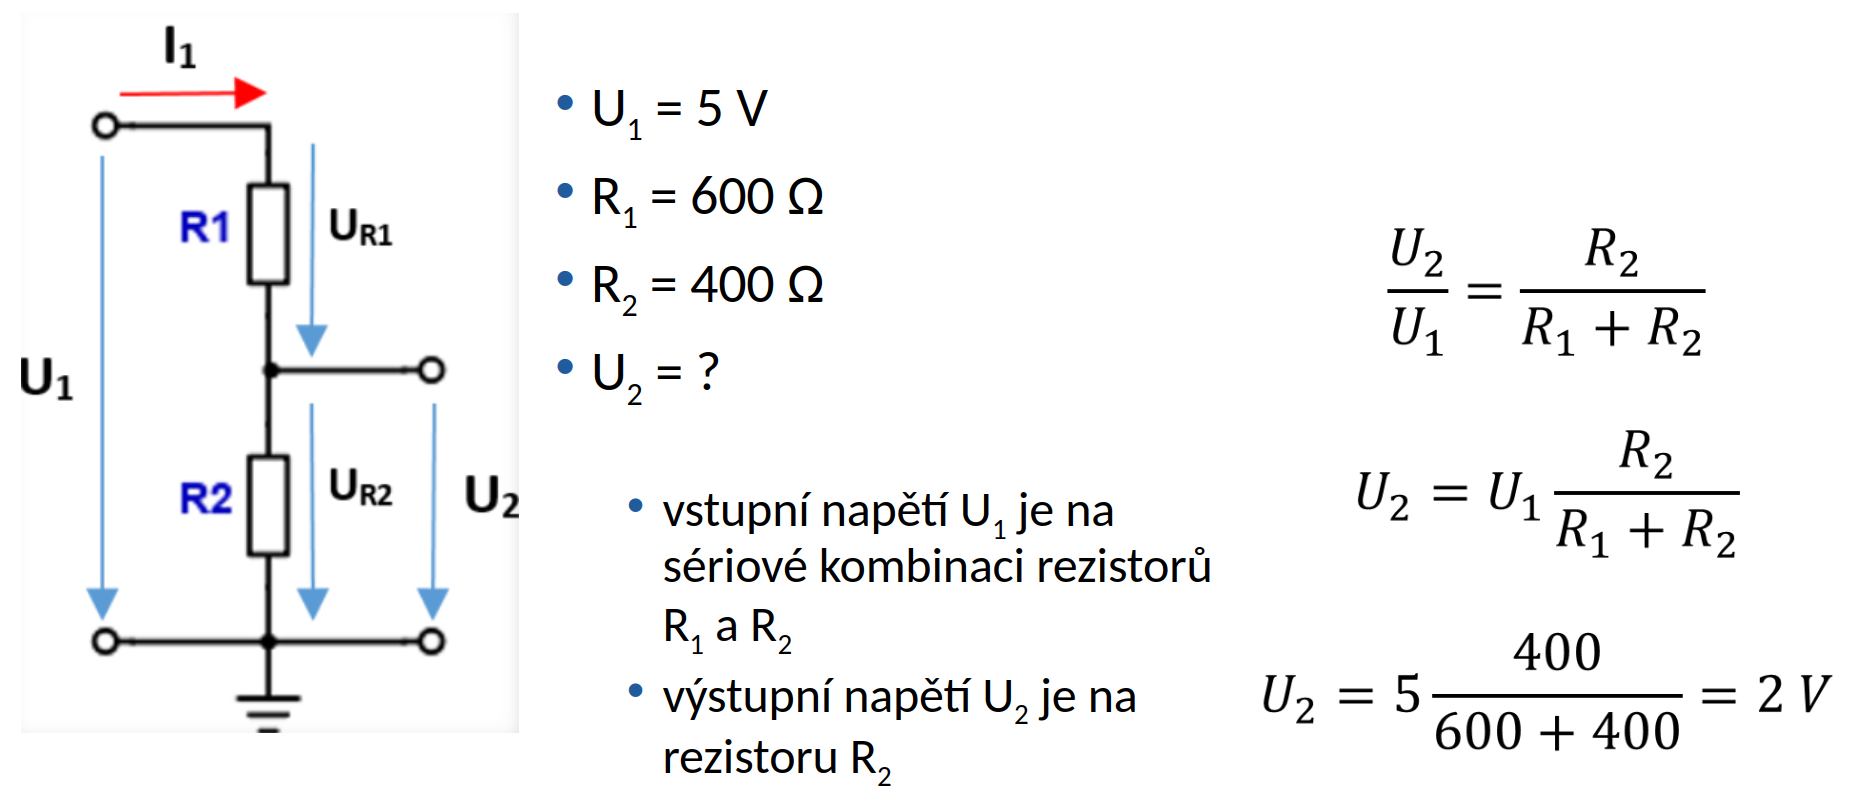 I₁
R1
U_R1
U₁
R2
U_R2
U₂
• U₁ = 5 V
• R₁ = 600 Ω
• R₂ = 400 Ω
• U₂ = ?
• vstupní napětí U₁ je na
sériové kombinaci rezistorů
R₁ a R₂
• výstupní napětí U₂ je na
rezistoru R₂
U₂/U₁ = R₂/(R₁ + R₂)
U₂ = U₁ R₂/(R₁ + R₂)
U₂ = 5 400/(600 + 400) = 2 V